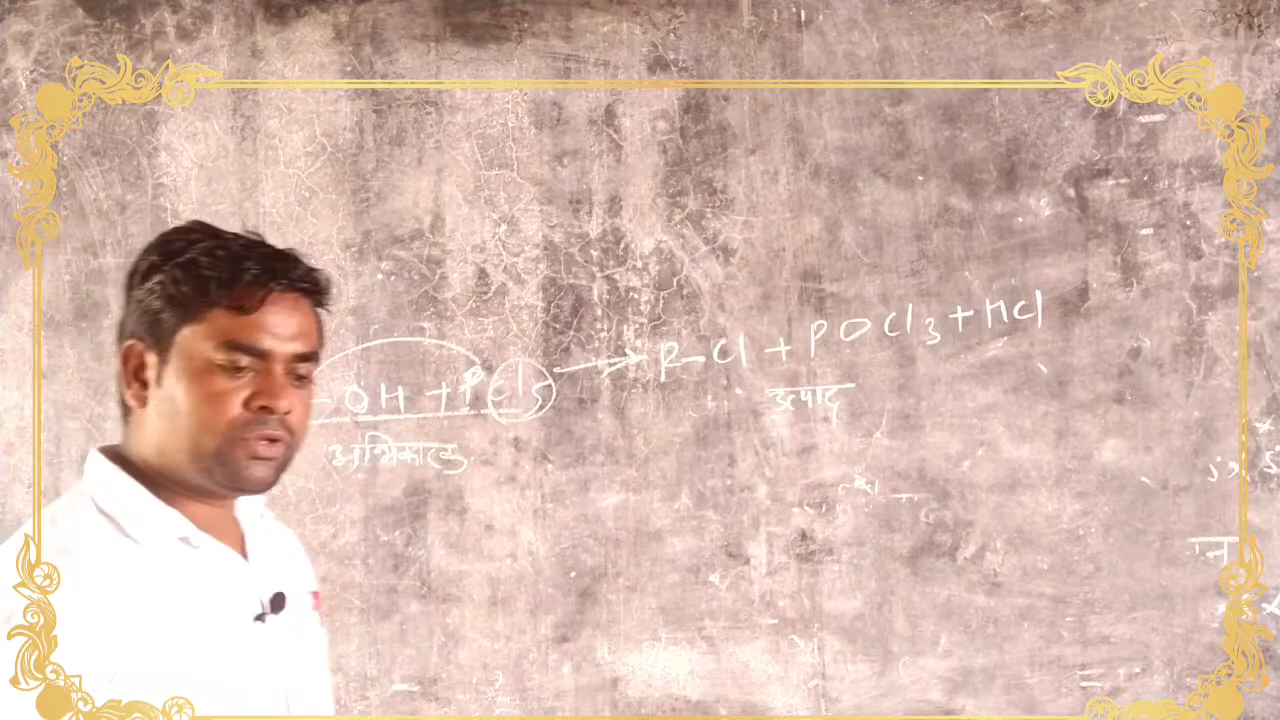 -OH + PCl5 → R-Cl + POCl3 + HCl
अभिकारक उत्पाद